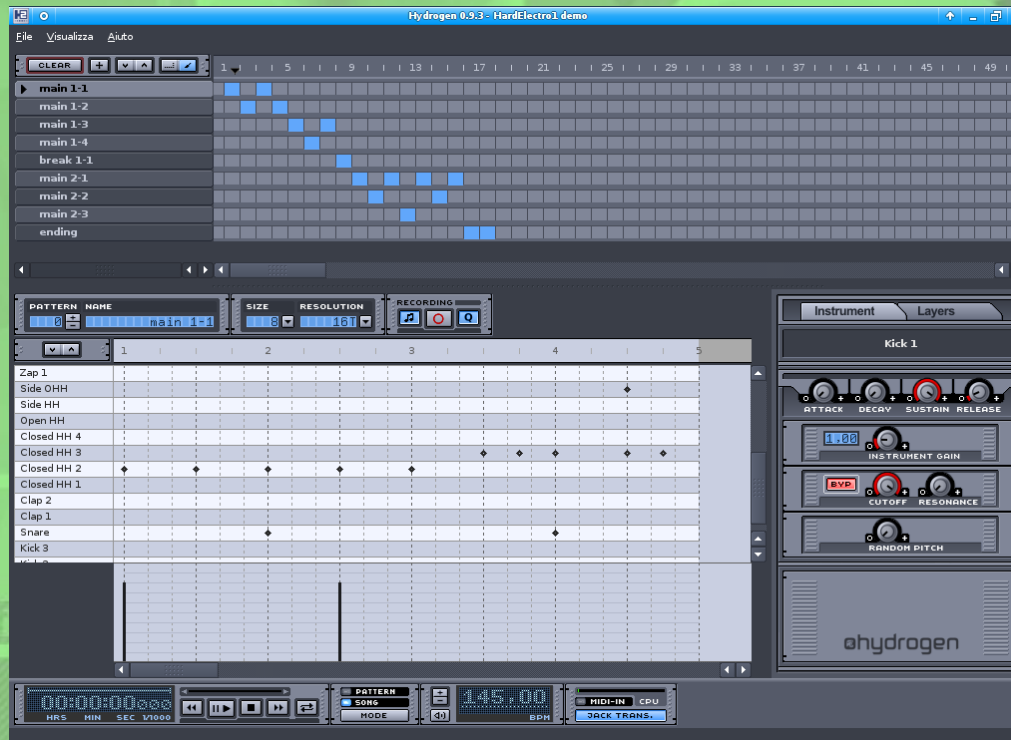 Hydrogen 0.9.3 - HardElectro1 demo
File Visualizza Aiuto
CLEAR
1 5 9 13 17 21 25 29 33 37 41 45 49
main 1-1
main 1-2
main 1-3
main 1-4
break 1-1
main 2-1
main 2-2
main 2-3
ending
PATTERN NAME
0 main 1-1
SIZE RESOLUTION
8 16T
RECORDING
Q
Instrument Layers
Kick 1
1 2 3 4 5
Zap 1
Side OHH
Side HH
Open HH
Closed HH 4
Closed HH 3
Closed HH 2
Closed HH 1
Clap 2
Clap 1
Snare
Kick 3
ATTACK DECAY SUSTAIN RELEASE
1.00
INSTRUMENT GAIN
BYP
CUTOFF RESONANCE
RANDOM PITCH
hydrogen
00:00:00000
HRS MIN SEC 1/1000
PATTERN
SONG
MODE
145.00
BPM
MIDI-IN CPU
JACK TRANS.